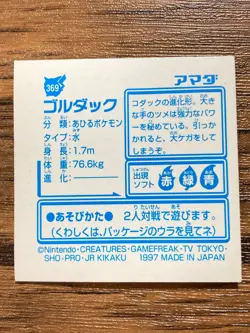 369
アマダ
ゴルダック
分類:あひるポケモン
タイプ:水
身長:1.7m
体重:76.6kg
進化:――
コダックの進化形。大き
な手のツメは強力なパワ
ーを秘めている。引っか
かれると、大ケガをして
しまうぞ。
出現ソフト 赤 緑 青
●あそびかた● 2人対戦で遊びます。
(くわしくは、パッケージのウラを見てネ)
©Nintendo・CREATURES・GAMEFREAK・TV TOKYO・
SHO-PRO・JR KIKAKU 1997 MADE IN JAPAN